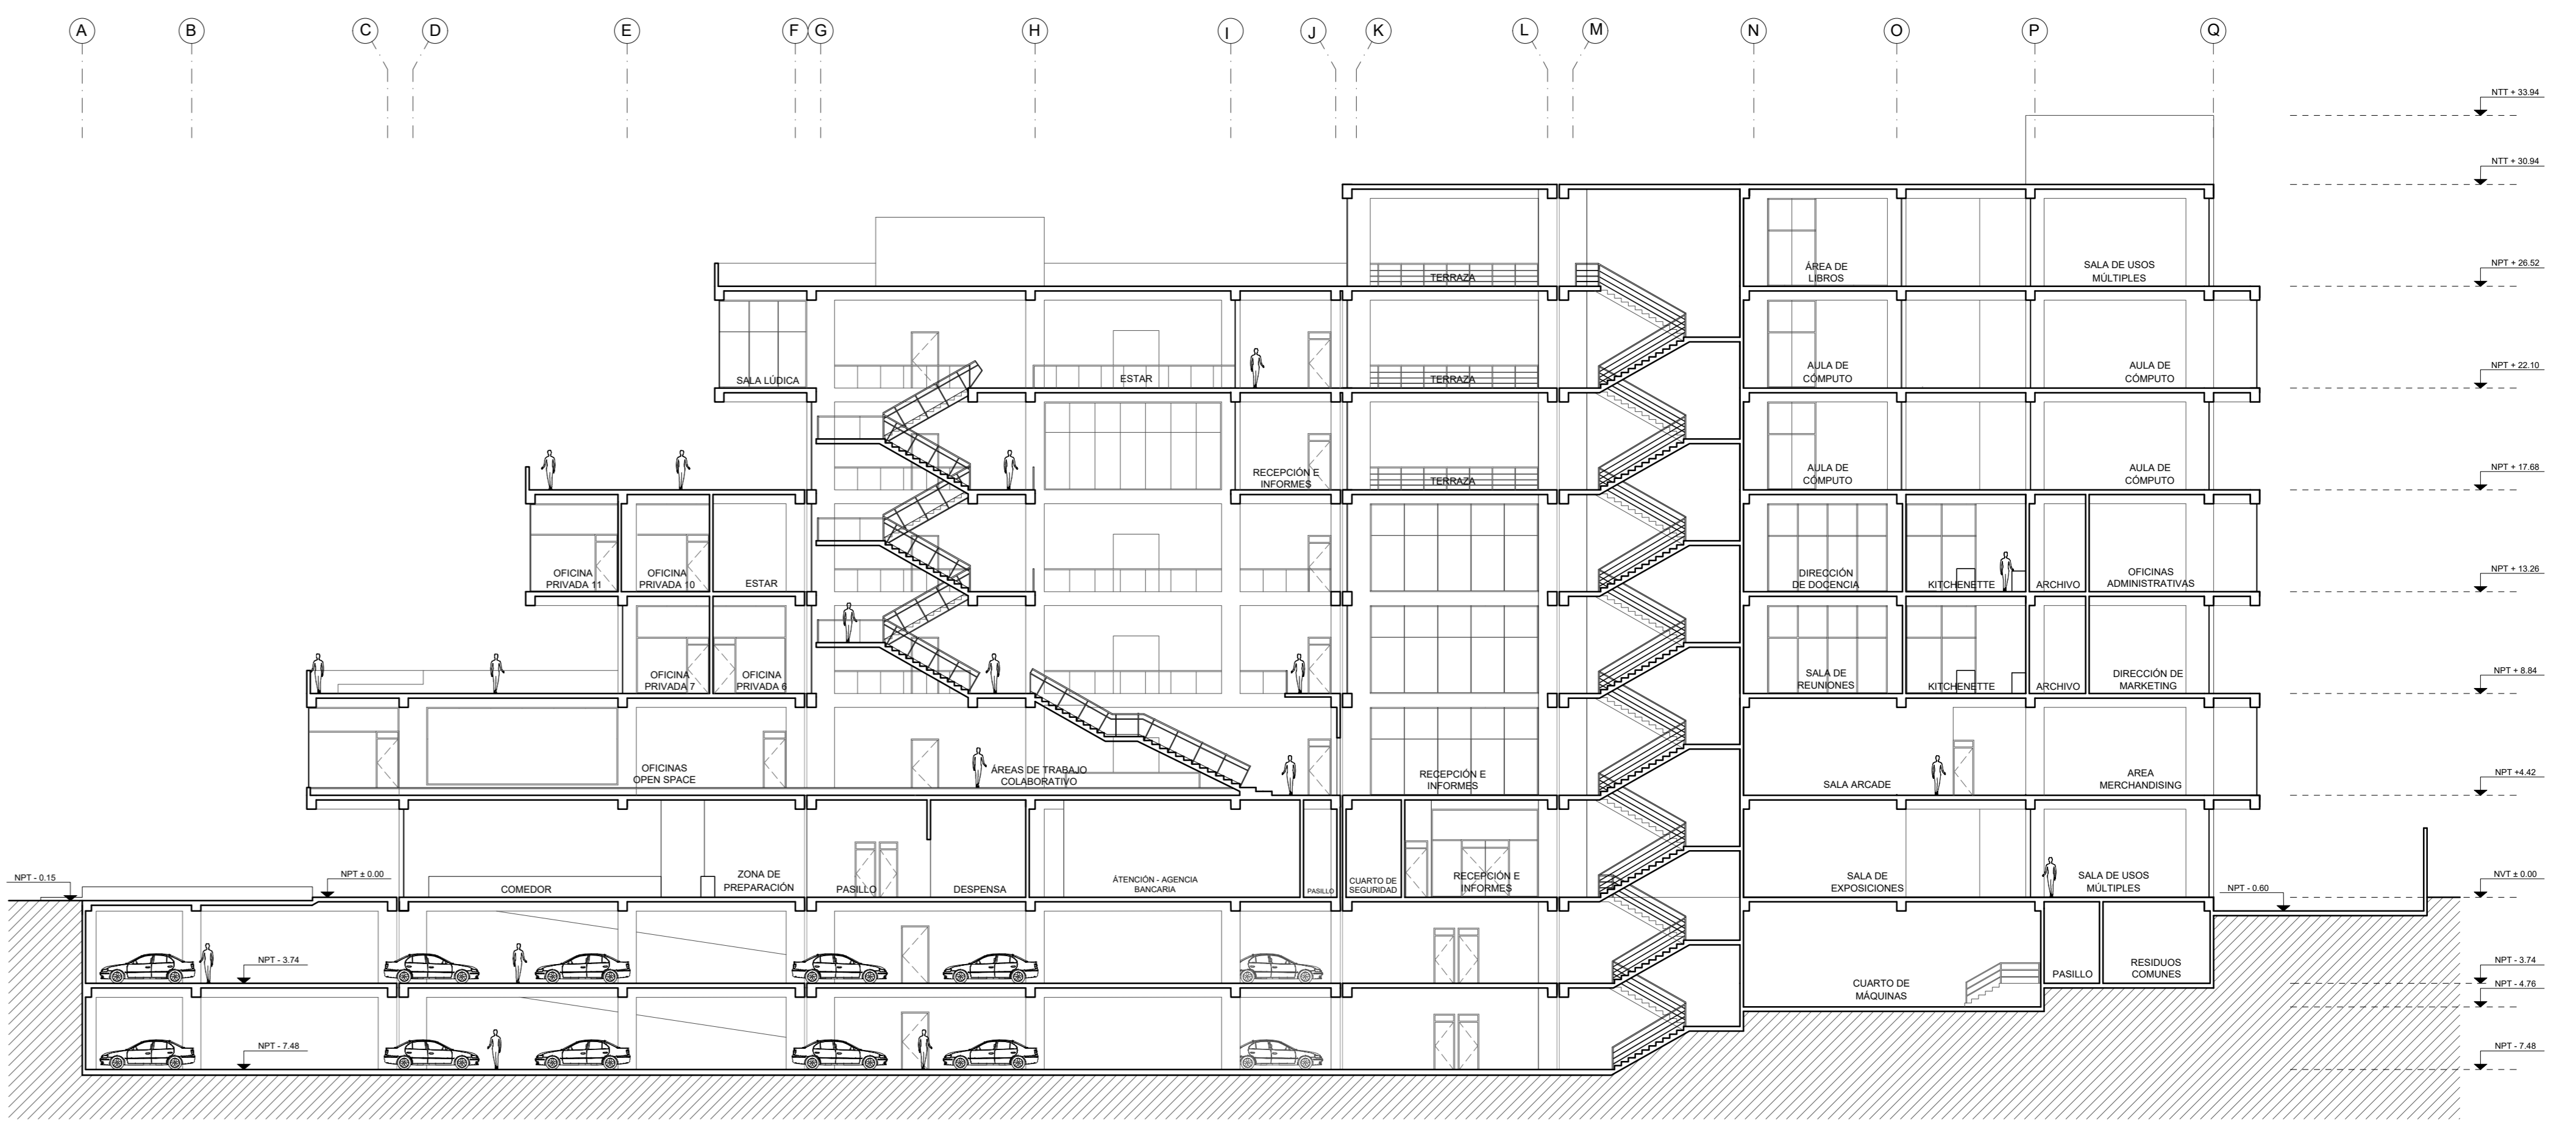 A B C D E F G H I J K L M N O P Q
NTT + 33.94
NTT + 30.94
ÁREA DE
LIBROS
SALA DE USOS
MÚLTIPLES
NPT + 26.52
TERRAZA
SALA LÚDICA
ESTAR
TERRAZA
AULA DE
CÓMPUTO
AULA DE
CÓMPUTO
NPT + 22.10
RECEPCIÓN E
INFORMES
TERRAZA
AULA DE
CÓMPUTO
AULA DE
CÓMPUTO
NPT + 17.68
OFICINA
PRIVADA 11
OFICINA
PRIVADA 10
ESTAR
DIRECCIÓN
DE DOCENCIA
KITCHENETTE
ARCHIVO
OFICINAS
ADMINISTRATIVAS
NPT + 13.26
OFICINA
PRIVADA 7
OFICINA
PRIVADA 6
SALA DE
REUNIONES
KITCHENETTE
ARCHIVO
DIRECCIÓN DE
MARKETING
NPT + 8.84
OFICINAS
OPEN SPACE
ÁREAS DE TRABAJO
COLABORATIVO
RECEPCIÓN E
INFORMES
SALA ARCADE
AREA
MERCHANDISING
NPT +4.42
NPT - 0.15
NPT ± 0.00
COMEDOR
ZONA DE
PREPARACIÓN
PASILLO
DESPENSA
ÁTENCIÓN - AGENCIA
BANCARIA
PASILLO
CUARTO DE
SEGURIDAD
RECEPCIÓN E
INFORMES
SALA DE
EXPOSICIONES
SALA DE USOS
MÚLTIPLES
NPT - 0.60
NVT ± 0.00
NPT - 3.74
CUARTO DE
MÁQUINAS
PASILLO
RESIDUOS
COMUNES
NPT - 3.74
NPT - 4.76
NPT - 7.48
NPT - 7.48